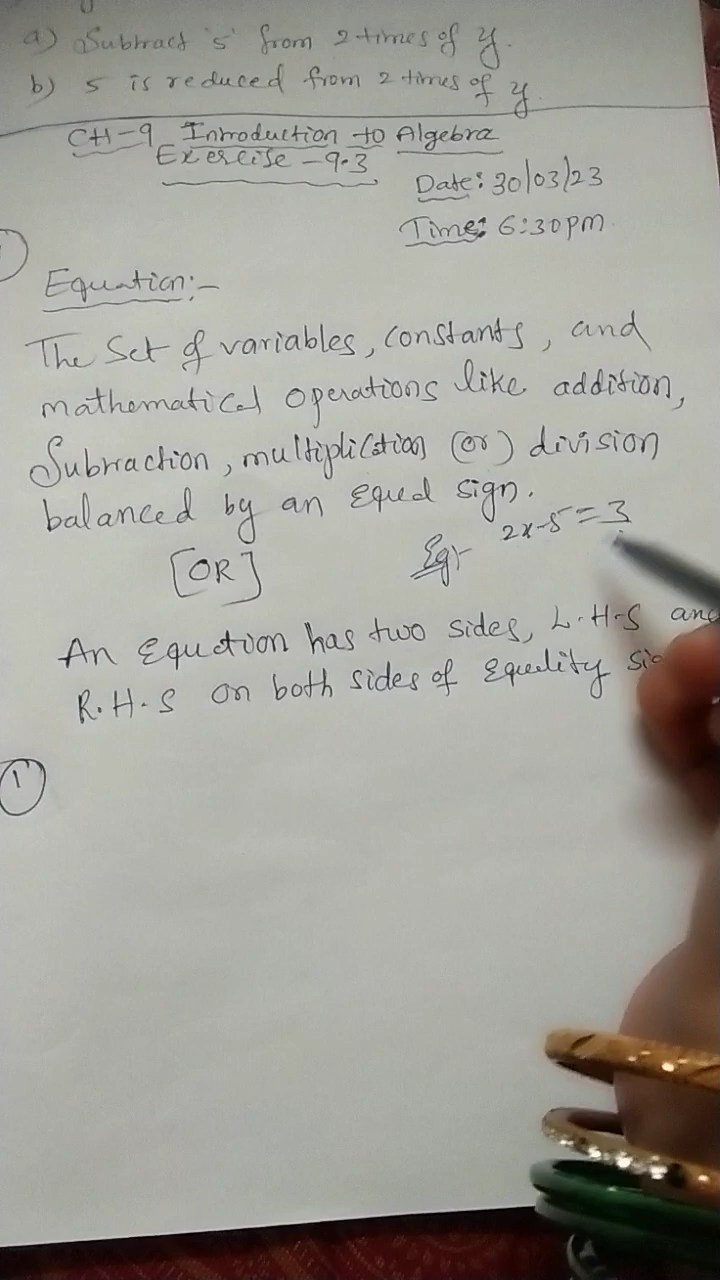 a) Subtract '5' from 2 times of y.
b) 5 is reduced from 2 times of y.
CH-9 Introduction to Algebra
Exercise - 9.3
Date: 30/03/23
Time: 6:30pm
Equation:-
The Set of variables, constants, and
mathematical operations like addition,
Subtraction, multiplication (or) division
balanced by an equal sign.
[OR] Eg:- 2x-5=3
An Equation has two sides, L.H.S and
R.H.S on both sides of equality
1